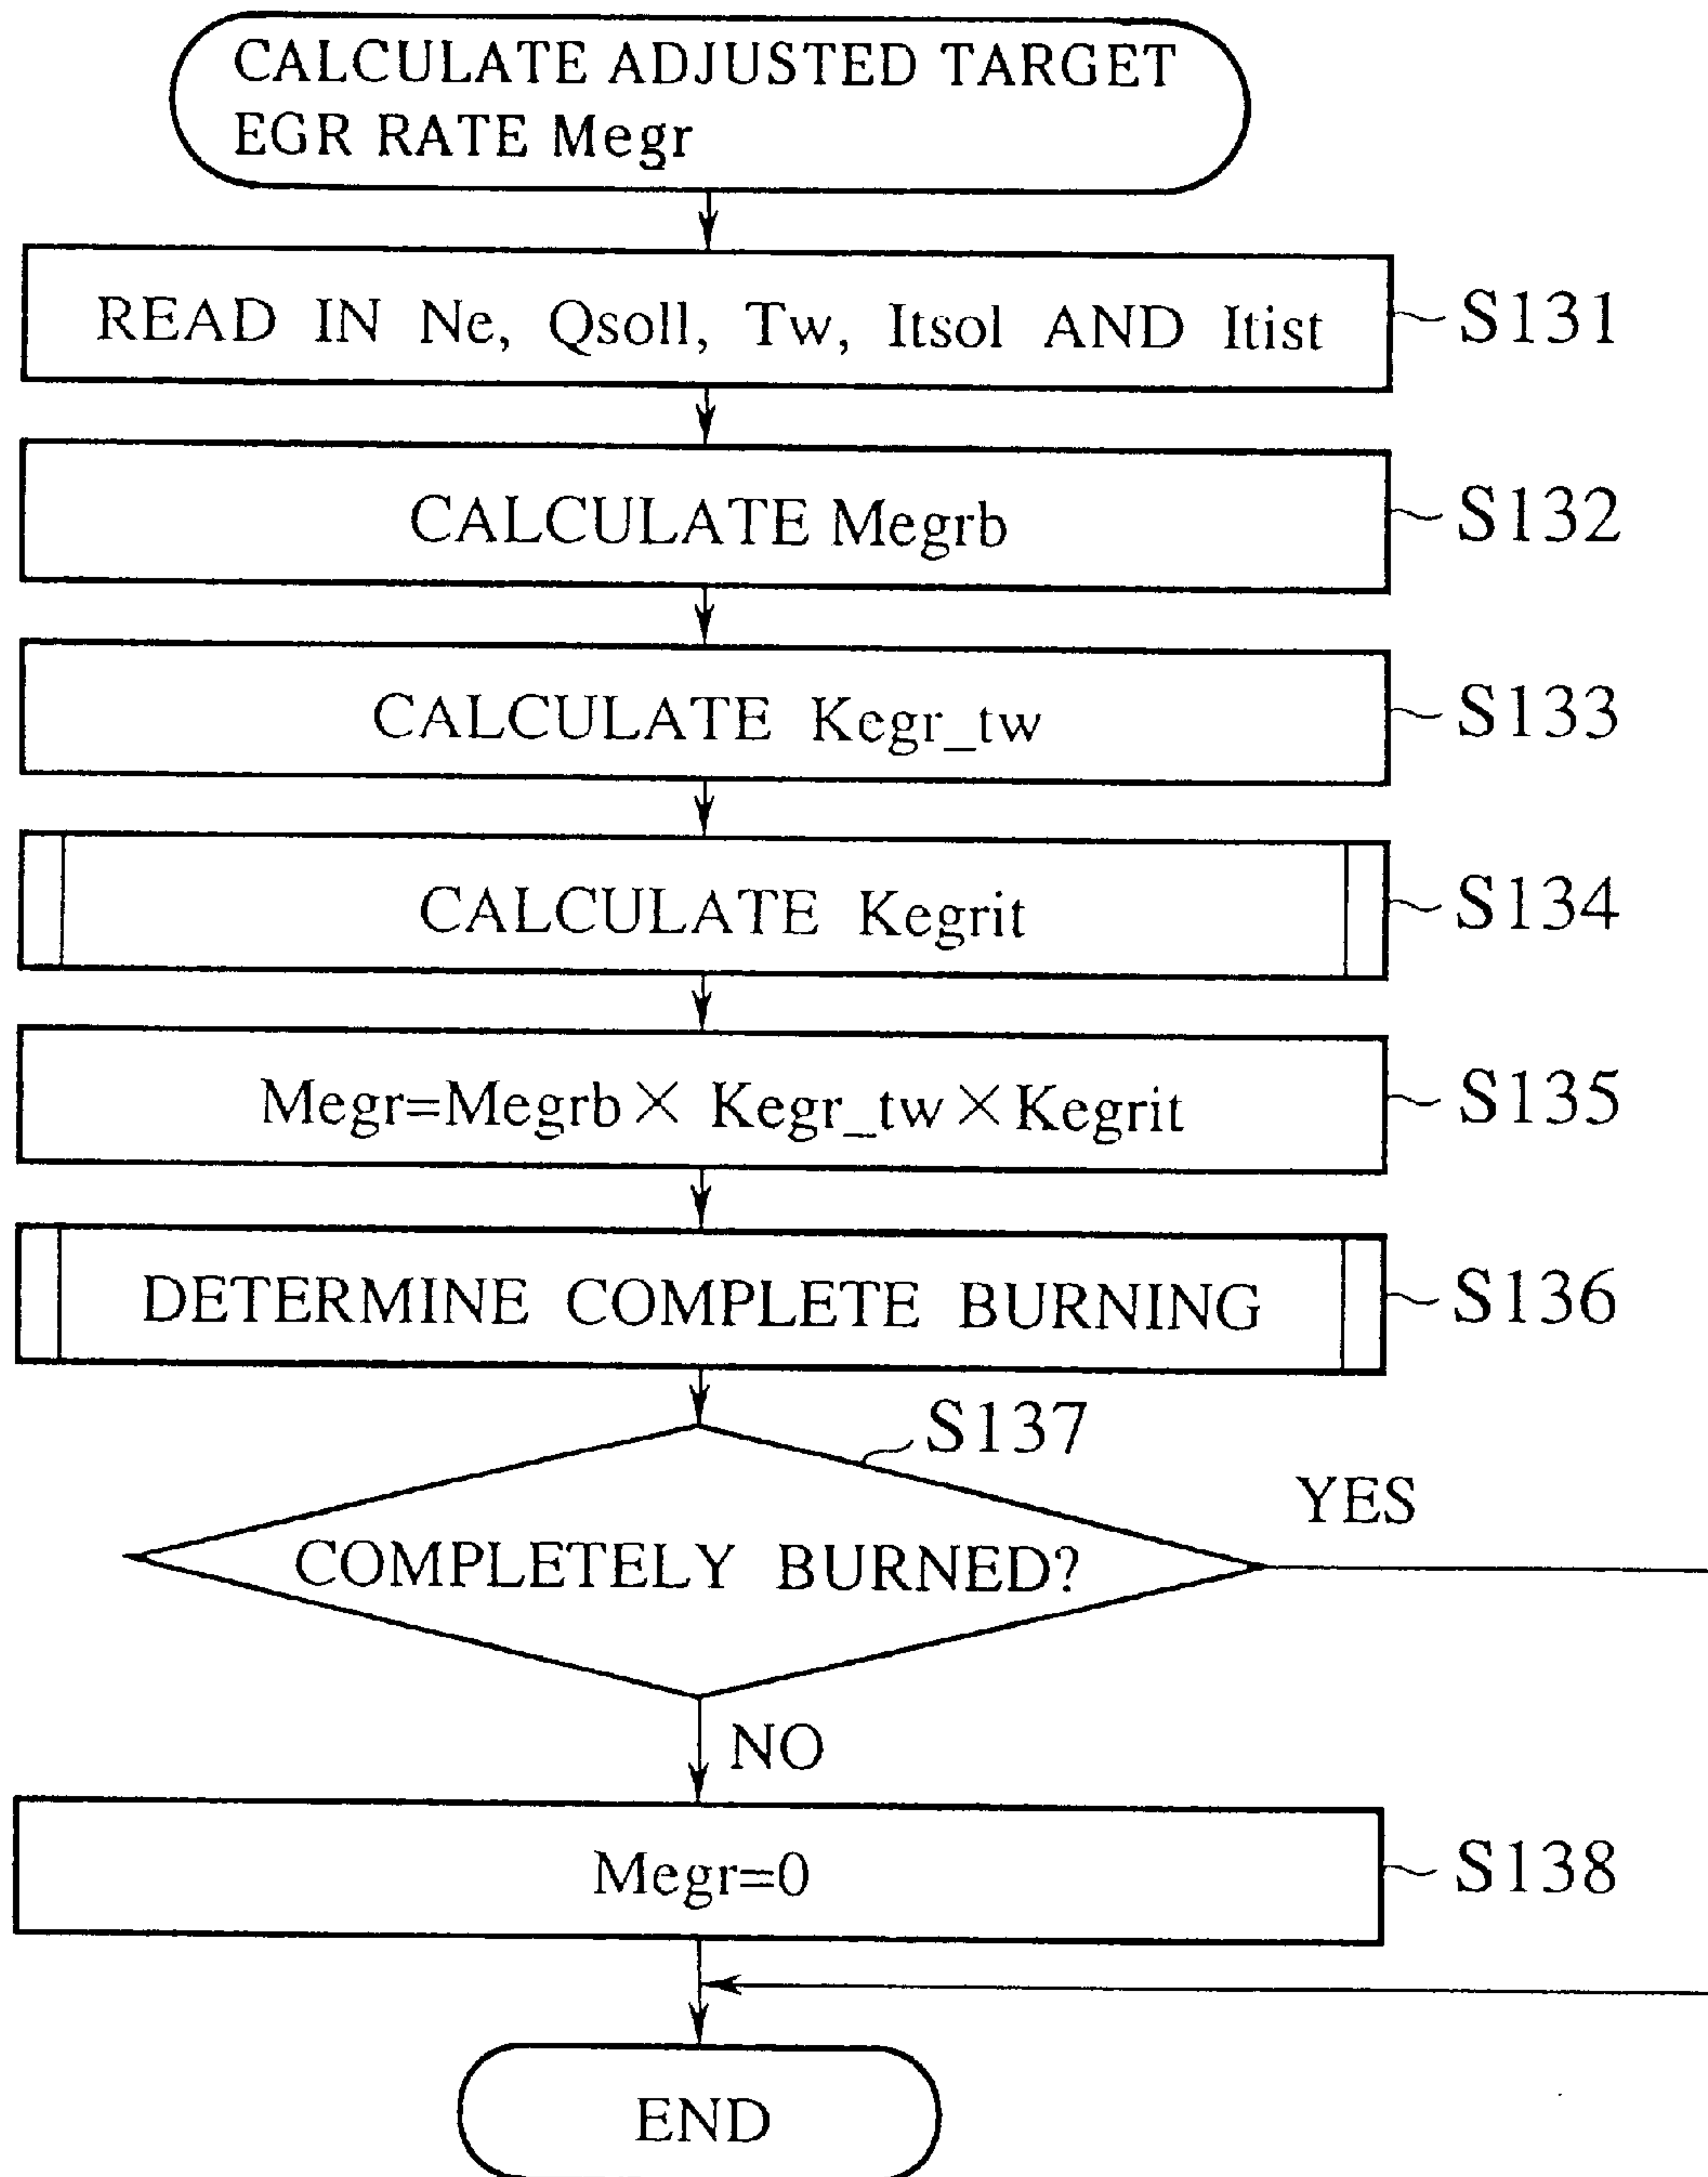 CALCULATE ADJUSTED TARGET
EGR RATE Megr
READ IN Ne, Qsoll, Tw, Itsol AND Itist
S131
CALCULATE Megrb
S132
CALCULATE Kegr_tw
S133
CALCULATE Kegrit
S134
Megr=Megrb × Kegr_tw × Kegrit
S135
DETERMINE COMPLETE BURNING
S136
S137
YES
COMPLETELY BURNED?
NO
Megr=0
S138
END